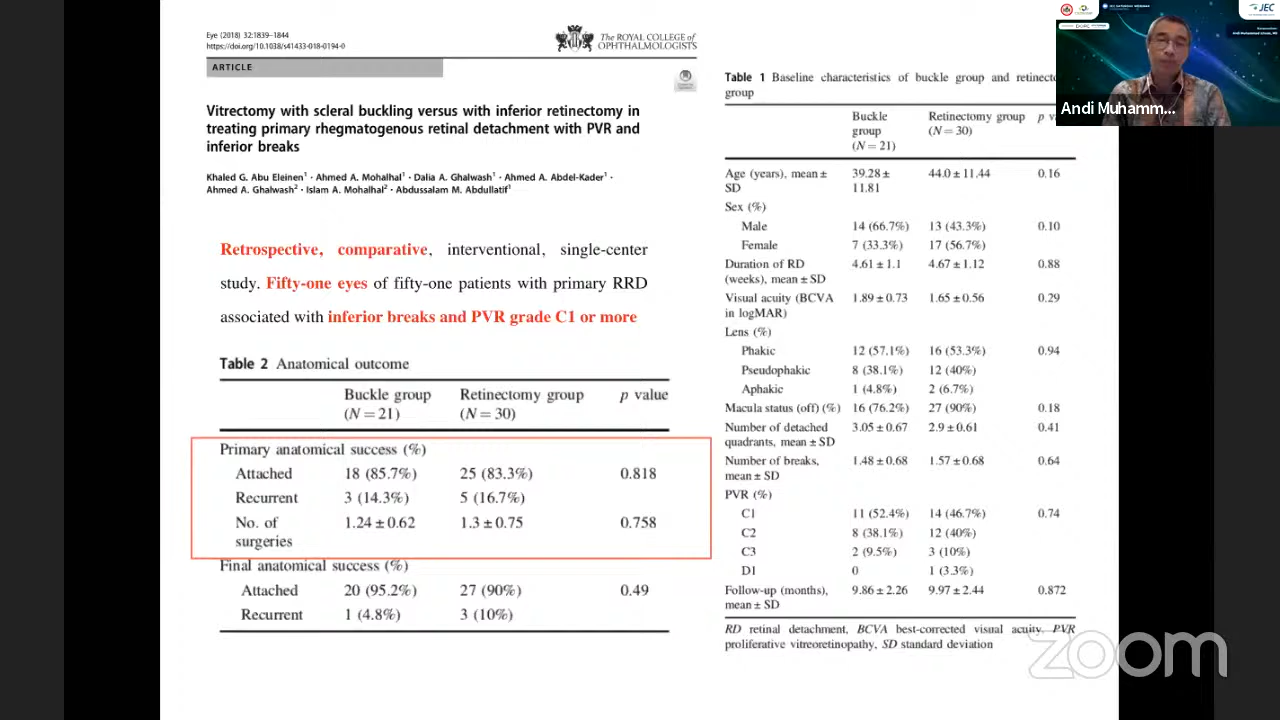 Eye (2018) 32:1839–1844
https://doi.org/10.1038/s41433-018-0194-0
THE ROYAL COLLEGE of
OPHTHALMOLOGISTS
ARTICLE
Vitrectomy with scleral buckling versus with inferior retinectomy in
treating primary rhegmatogenous retinal detachment with PVR and
inferior breaks
Khaled G. Abu Eleinen1 · Ahmed A. Mohalhal1 · Dalia A. Ghalwash1 · Ahmed A. Abdel-Kader1 ·
Ahmed A. Ghalwash2 · Islam A. Mohalhal2 · Abdussalam M. Abdullatif1
Retrospective, comparative, interventional, single-center
study. Fifty-one eyes of fifty-one patients with primary RRD
associated with inferior breaks and PVR grade C1 or more
Table 2 Anatomical outcome
Buckle group Retinectomy group p value
(N = 21) (N = 30)
Primary anatomical success (%)
Attached 18 (85.7%) 25 (83.3%) 0.818
Recurrent 3 (14.3%) 5 (16.7%)
No. of 1.24 ± 0.62 1.3 ± 0.75 0.758
surgeries
Final anatomical success (%)
Attached 20 (95.2%) 27 (90%) 0.49
Recurrent 1 (4.8%) 3 (10%)
Table 1 Baseline characteristics of buckle group and
group
Buckle Retinectomy group p
group (N = 30)
(N = 21)
Age (years), mean ± 39.28 ± 44.0 ± 11.44 0.16
SD 11.81
Sex (%)
Male 14 (66.7%) 13 (43.3%) 0.10
Female 7 (33.3%) 17 (56.7%)
Duration of RD 4.61 ± 1.1 4.67 ± 1.12 0.88
(weeks), mean ± SD
Visual acuity (BCVA 1.89 ± 0.73 1.65 ± 0.56 0.29
in logMAR)
Lens (%)
Phakic 12 (57.1%) 16 (53.3%) 0.94
Pseudophakic 8 (38.1%) 12 (40%)
Aphakic 1 (4.8%) 2 (6.7%)
Macula status (off) (%) 16 (76.2%) 27 (90%) 0.18
Number of detached 3.05 ± 0.67 2.9 ± 0.61 0.41
quadrants, mean ± SD
Number of breaks, 1.48 ± 0.68 1.57 ± 0.68 0.64
mean ± SD
PVR (%)
C1 11 (52.4%) 14 (46.7%) 0.74
C2 8 (38.1%) 12 (40%)
C3 2 (9.5%) 3 (10%)
D1 0 1 (3.3%)
Follow-up (months), 9.86 ± 2.26 9.97 ± 2.44 0.872
mean ± SD
RD retinal detachment, BCVA best-corrected visual acuity, PVR
proliferative vitreoretinopathy, SD standard deviation
JEC
Andi Muhamm...
zoom